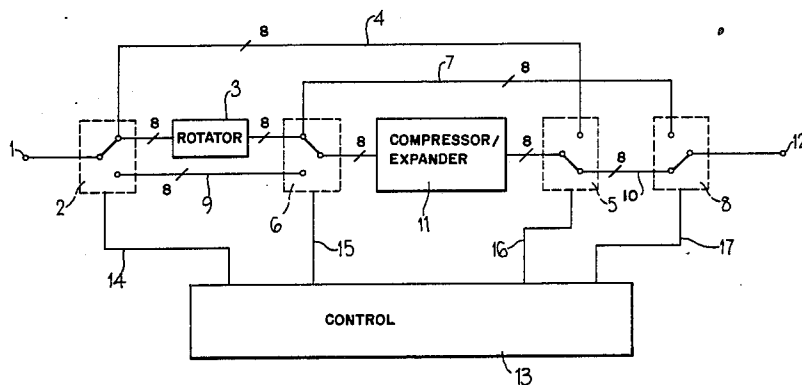 8 4
7 8
3
8 ROTATOR 8
COMPRESSOR/
EXPANDER
8 8
1 12
8 9
2 6 11 5 10 8
14 15 16 17
CONTROL
13